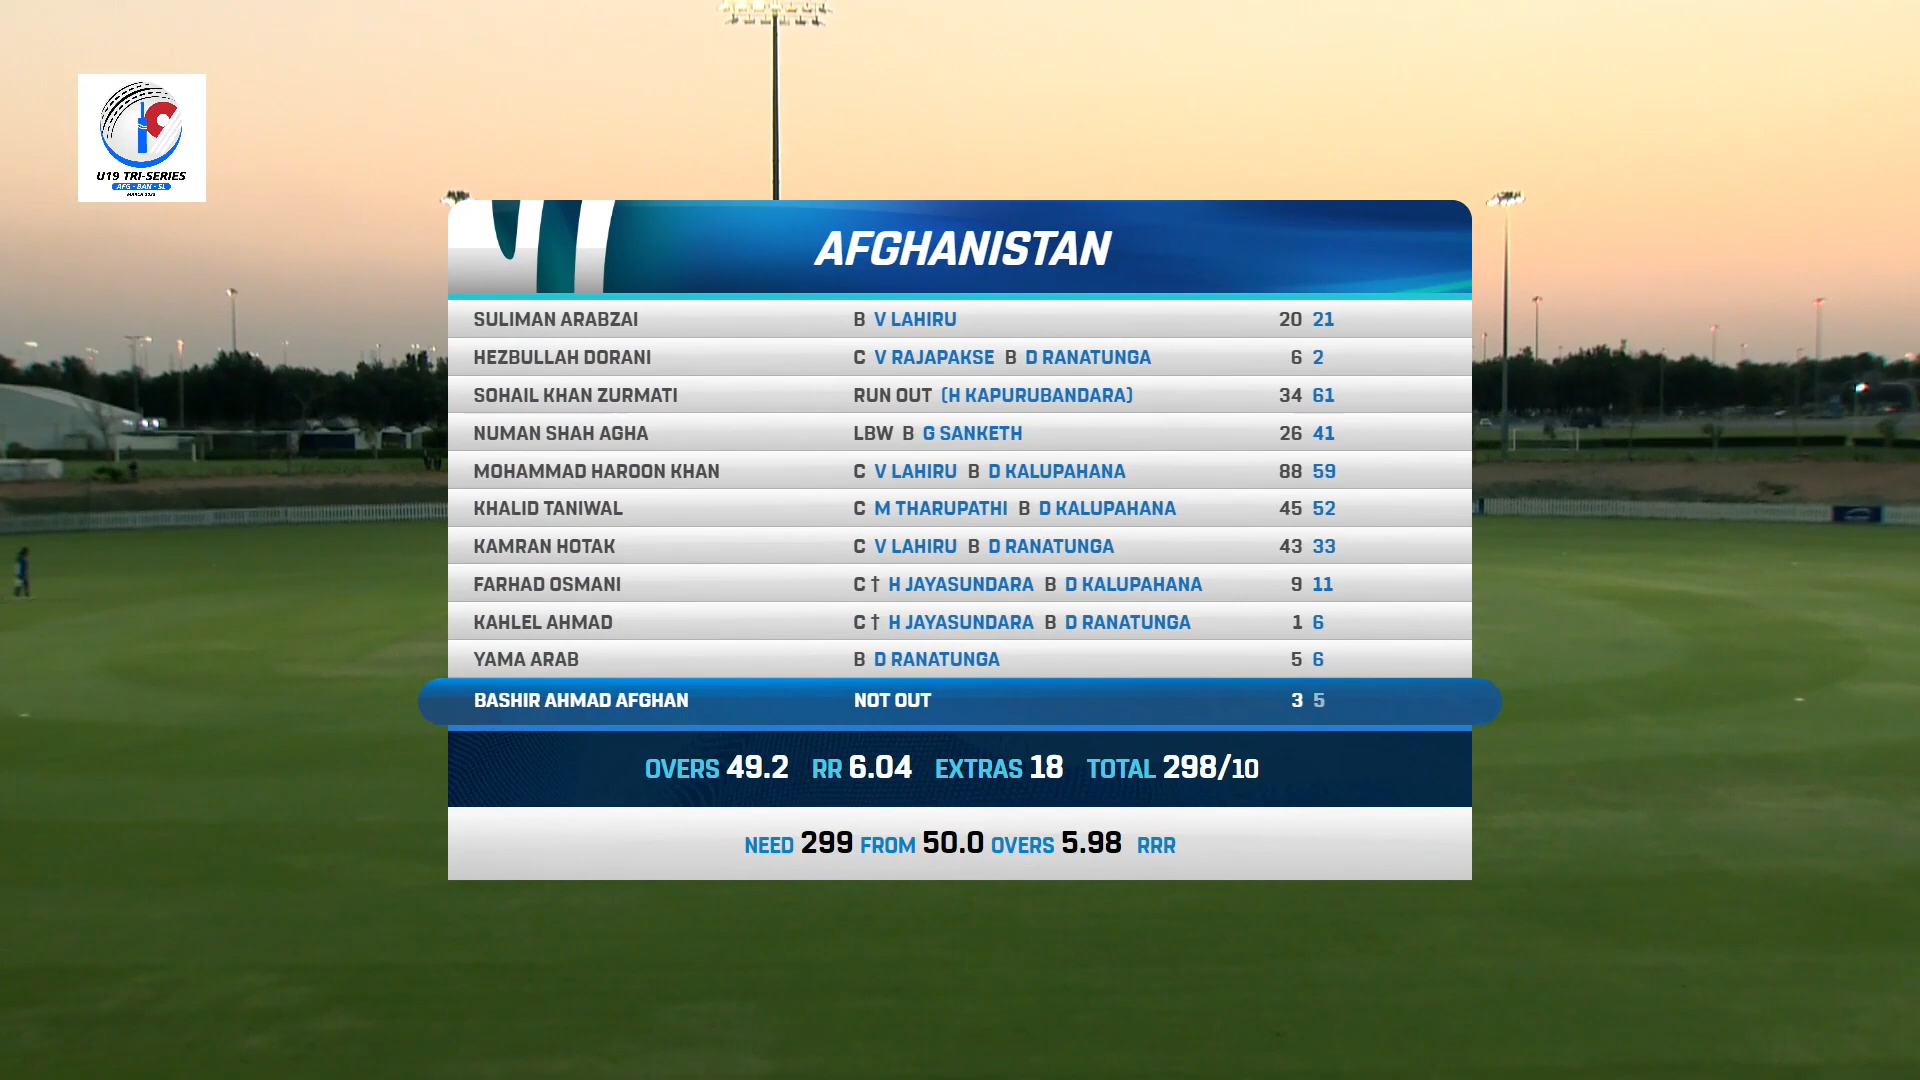 U19 TRI-SERIES
AFG - BAN - SL
AFGHANISTAN
SULIMAN ARABZAI B V LAHIRU 20 21
HEZBULLAH DORANI C V RAJAPAKSE B D RANATUNGA 6 2
SOHAIL KHAN ZURMATI RUN OUT (H KAPURUBANDARA) 34 61
NUMAN SHAH AGHA LBW B G SANKETH 26 41
MOHAMMAD HAROON KHAN C V LAHIRU B D KALUPAHANA 88 59
KHALID TANIWAL C M THARUPATHI B D KALUPAHANA 45 52
KAMRAN HOTAK C V LAHIRU B D RANATUNGA 43 33
FARHAD OSMANI C † H JAYASUNDARA B D KALUPAHANA 9 11
KAHLEL AHMAD C † H JAYASUNDARA B D RANATUNGA 1 6
YAMA ARAB B D RANATUNGA 5 6
BASHIR AHMAD AFGHAN NOT OUT 3 5
OVERS 49.2 RR 6.04 EXTRAS 18 TOTAL 298/10
NEED 299 FROM 50.0 OVERS 5.98 RRR